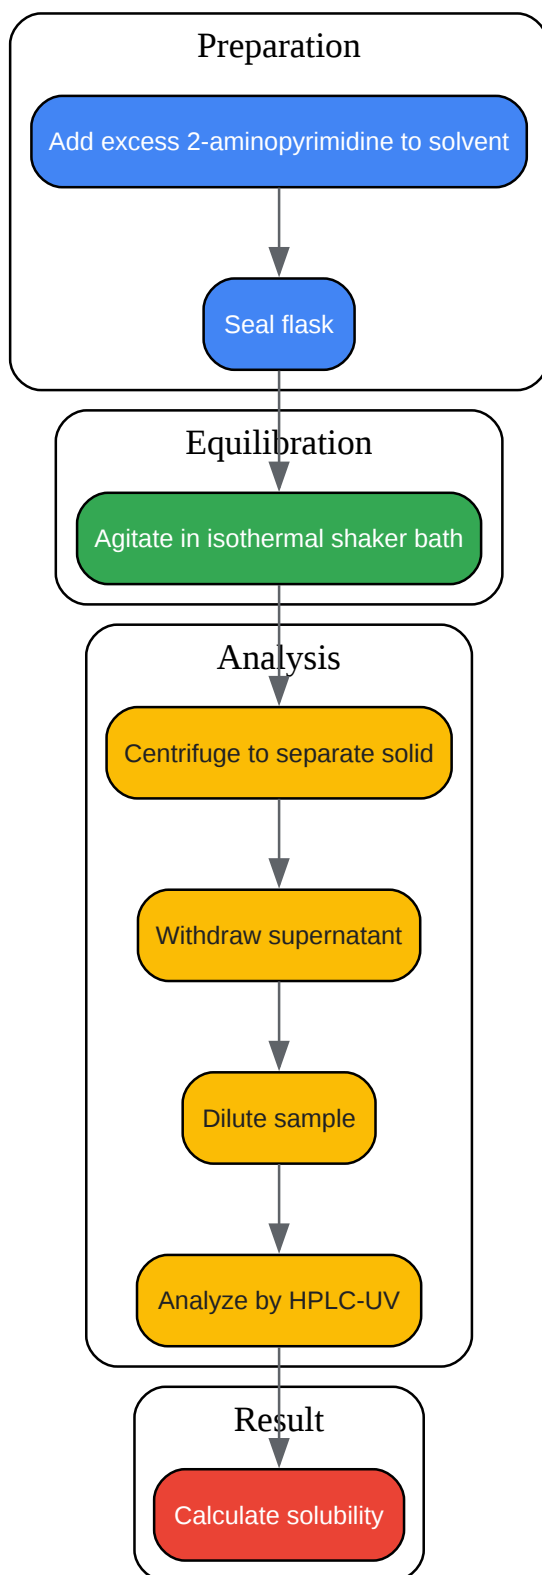 Preparation
Add excess 2-aminopyrimidine to solvent
Seal flask
Equilibration
Agitate in isothermal shaker bath
Analysis
Centrifuge to separate solid
Withdraw supernatant
Dilute sample
Analyze by HPLC-UV
Result
Calculate solubility